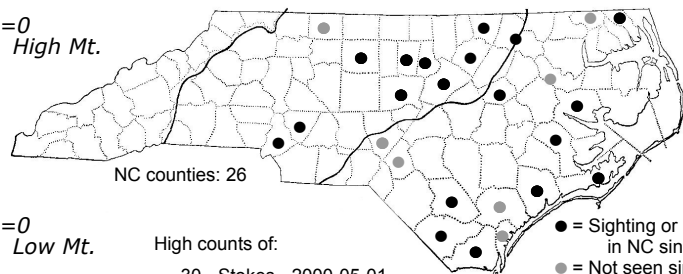 =0
High Mt.
NC counties: 26
=0
Low Mt.
High counts of:
= Sighting or
in NC sin
= Not seen sin